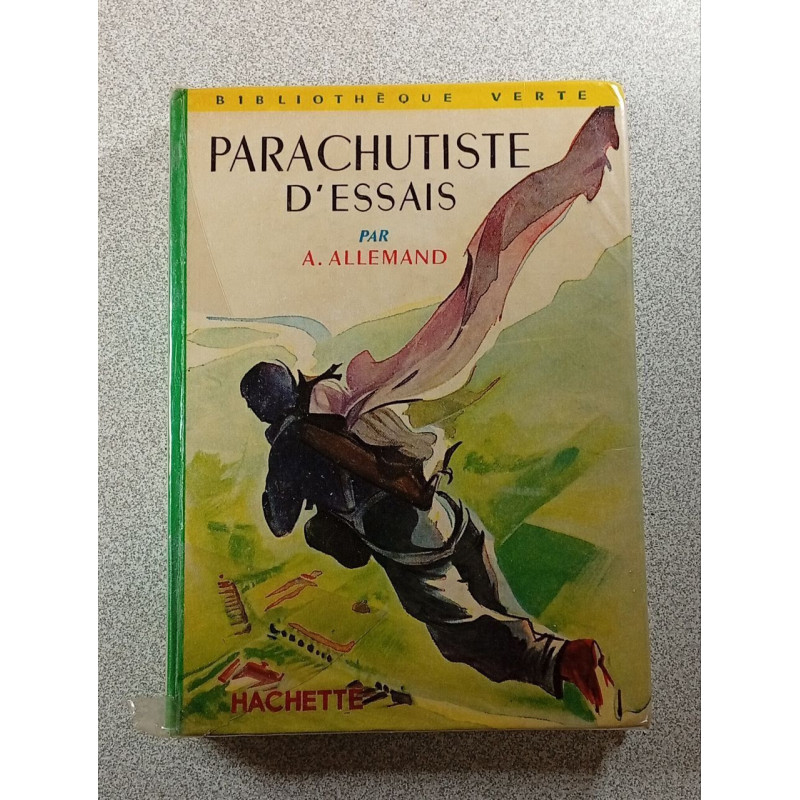 BIBLIOTHÈQUE VERTE
PARACHUTISTE
D'ESSAIS
PAR
A. ALLEMAND
HACHETTE